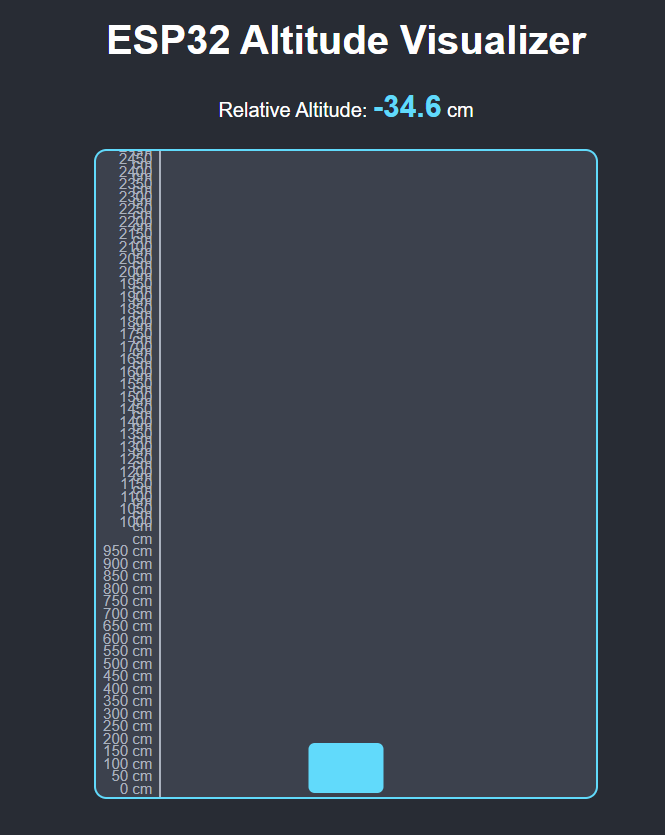 ESP32 Altitude Visualizer
Relative Altitude: -34.6 cm
2450
2400
2350
2300
2250
2200
2150
2100
2050
2000
1950
1900
1850
1800
1750
1700
1650
1600
1550
1500
1450
1400
1350
1300
1250
1200
1150
1100
1050
1000
cm
cm
950 cm
900 cm
850 cm
800 cm
750 cm
700 cm
650 cm
600 cm
550 cm
500 cm
450 cm
400 cm
350 cm
300 cm
250 cm
200 cm
150 cm
100 cm
50 cm
0 cm